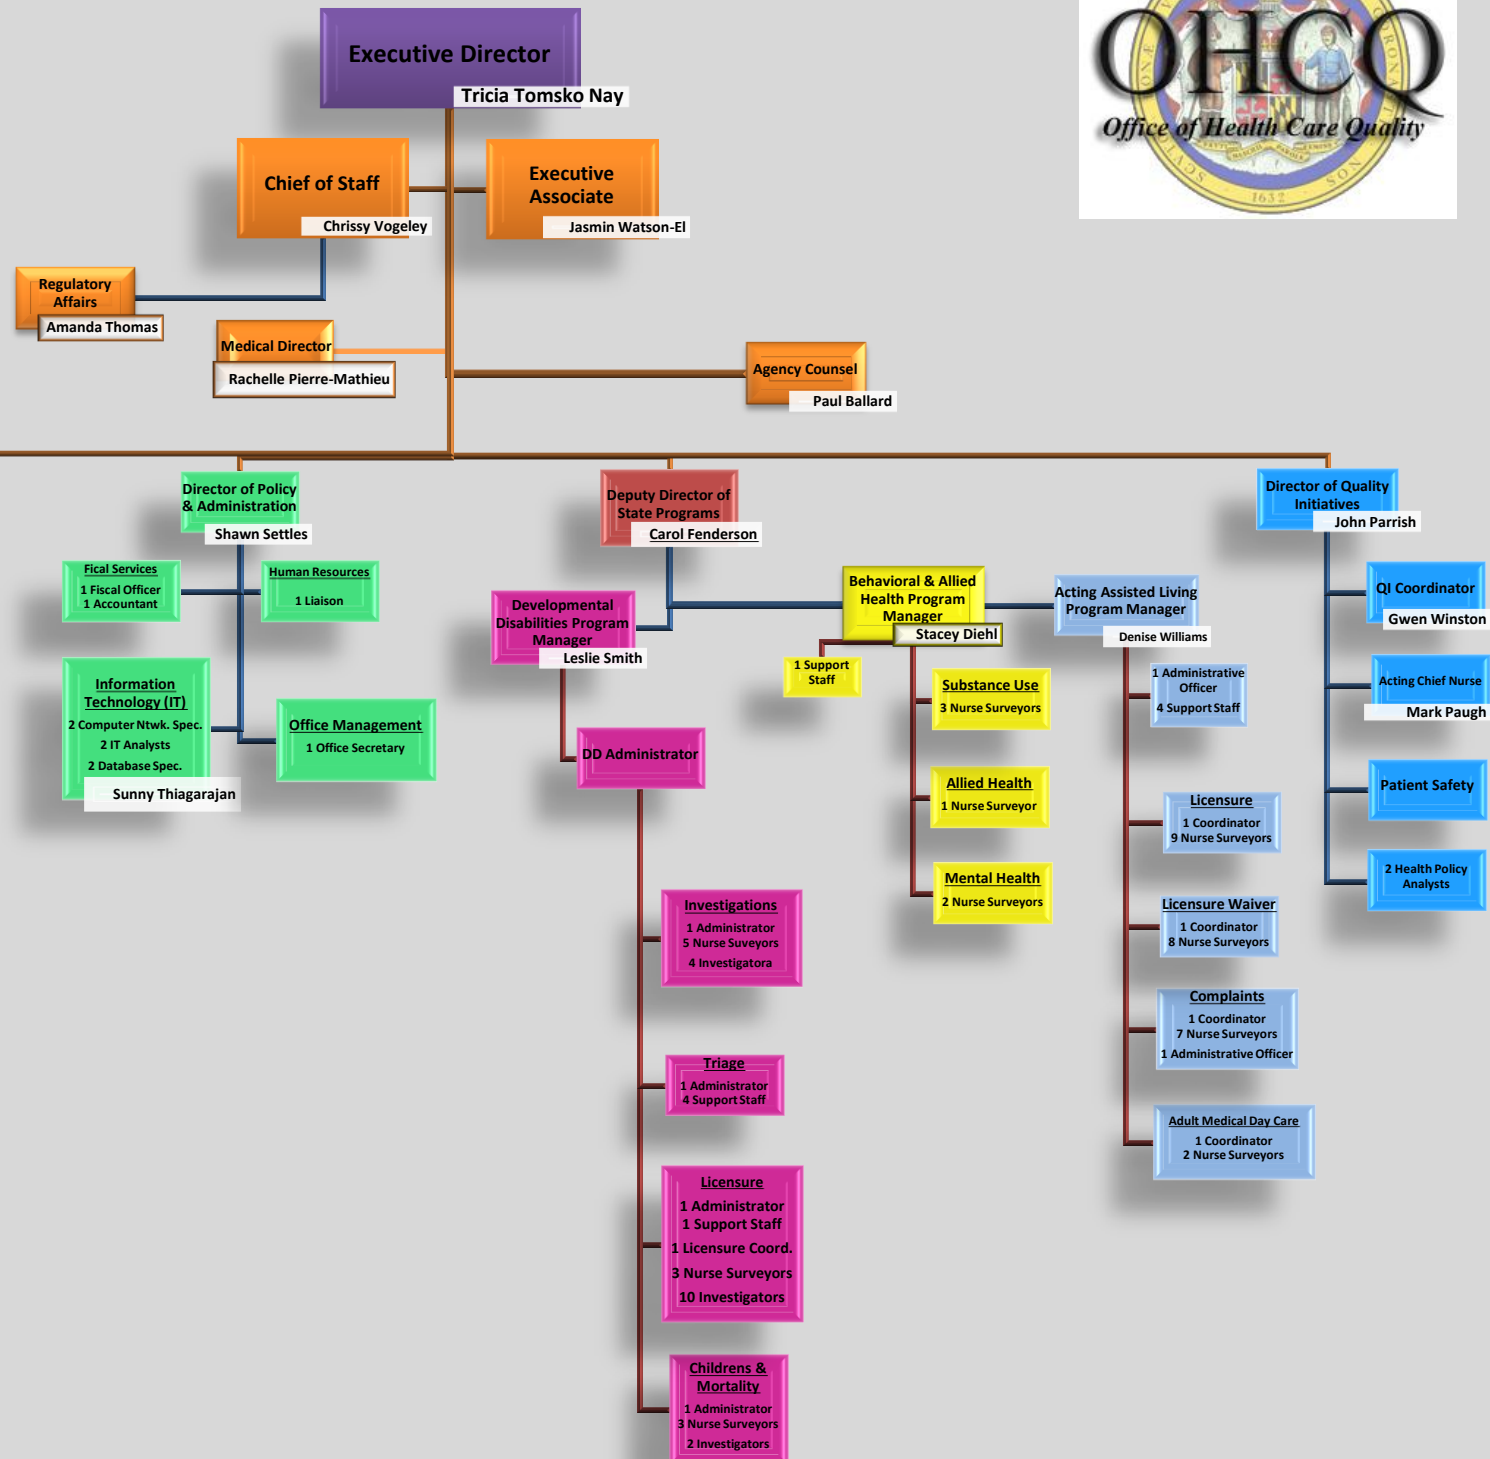 OHCQ
Office of Health Care Quality
1632
Executive Director
Tricia Tomsko Nay
Chief of Staff
Chrissy Vogeley
Executive
Associate
Jasmin Watson-El
Regulatory
Affairs
Amanda Thomas
Medical Director
Rachelle Pierre-Mathieu
Agency Counsel
Paul Ballard
Director of Policy
& Administration
Shawn Settles
Fical Services
1 Fiscal Officer
1 Accountant
Human Resources
1 Liaison
Information
Technology (IT)
2 Computer Ntwk. Spec.
2 IT Analysts
2 Database Spec.
Sunny Thiagarajan
Office Management
1 Office Secretary
Deputy Director of
State Programs
Carol Fenderson
Developmental
Disabilities Program
Manager
Leslie Smith
DD Administrator
Investigations
1 Administrator
5 Nurse Suveyors
4 Investigatora
Triage
1 Administrator
4 Support Staff
Licensure
1 Administrator
1 Support Staff
1 Licensure Coord.
3 Nurse Surveyors
10 Investigators
Childrens &
Mortality
1 Administrator
3 Nurse Surveyors
2 Investigators
Behavioral & Allied
Health Program
Manager
Stacey Diehl
1 Support
Staff
Substance Use
3 Nurse Surveyors
Allied Health
1 Nurse Surveyor
Mental Health
2 Nurse Surveyors
Acting Assisted Living
Program Manager
Denise Williams
1 Administrative
Officer
4 Support Staff
Licensure
1 Coordinator
9 Nurse Surveyors
Licensure Waiver
1 Coordinator
8 Nurse Surveyors
Complaints
1 Coordinator
7 Nurse Surveyors
1 Administrative Officer
Adult Medical Day Care
1 Coordinator
2 Nurse Surveyors
Director of Quality
Initiatives
John Parrish
QI Coordinator
Gwen Winston
Acting Chief Nurse
Mark Paugh
Patient Safety
2 Health Policy
Analysts